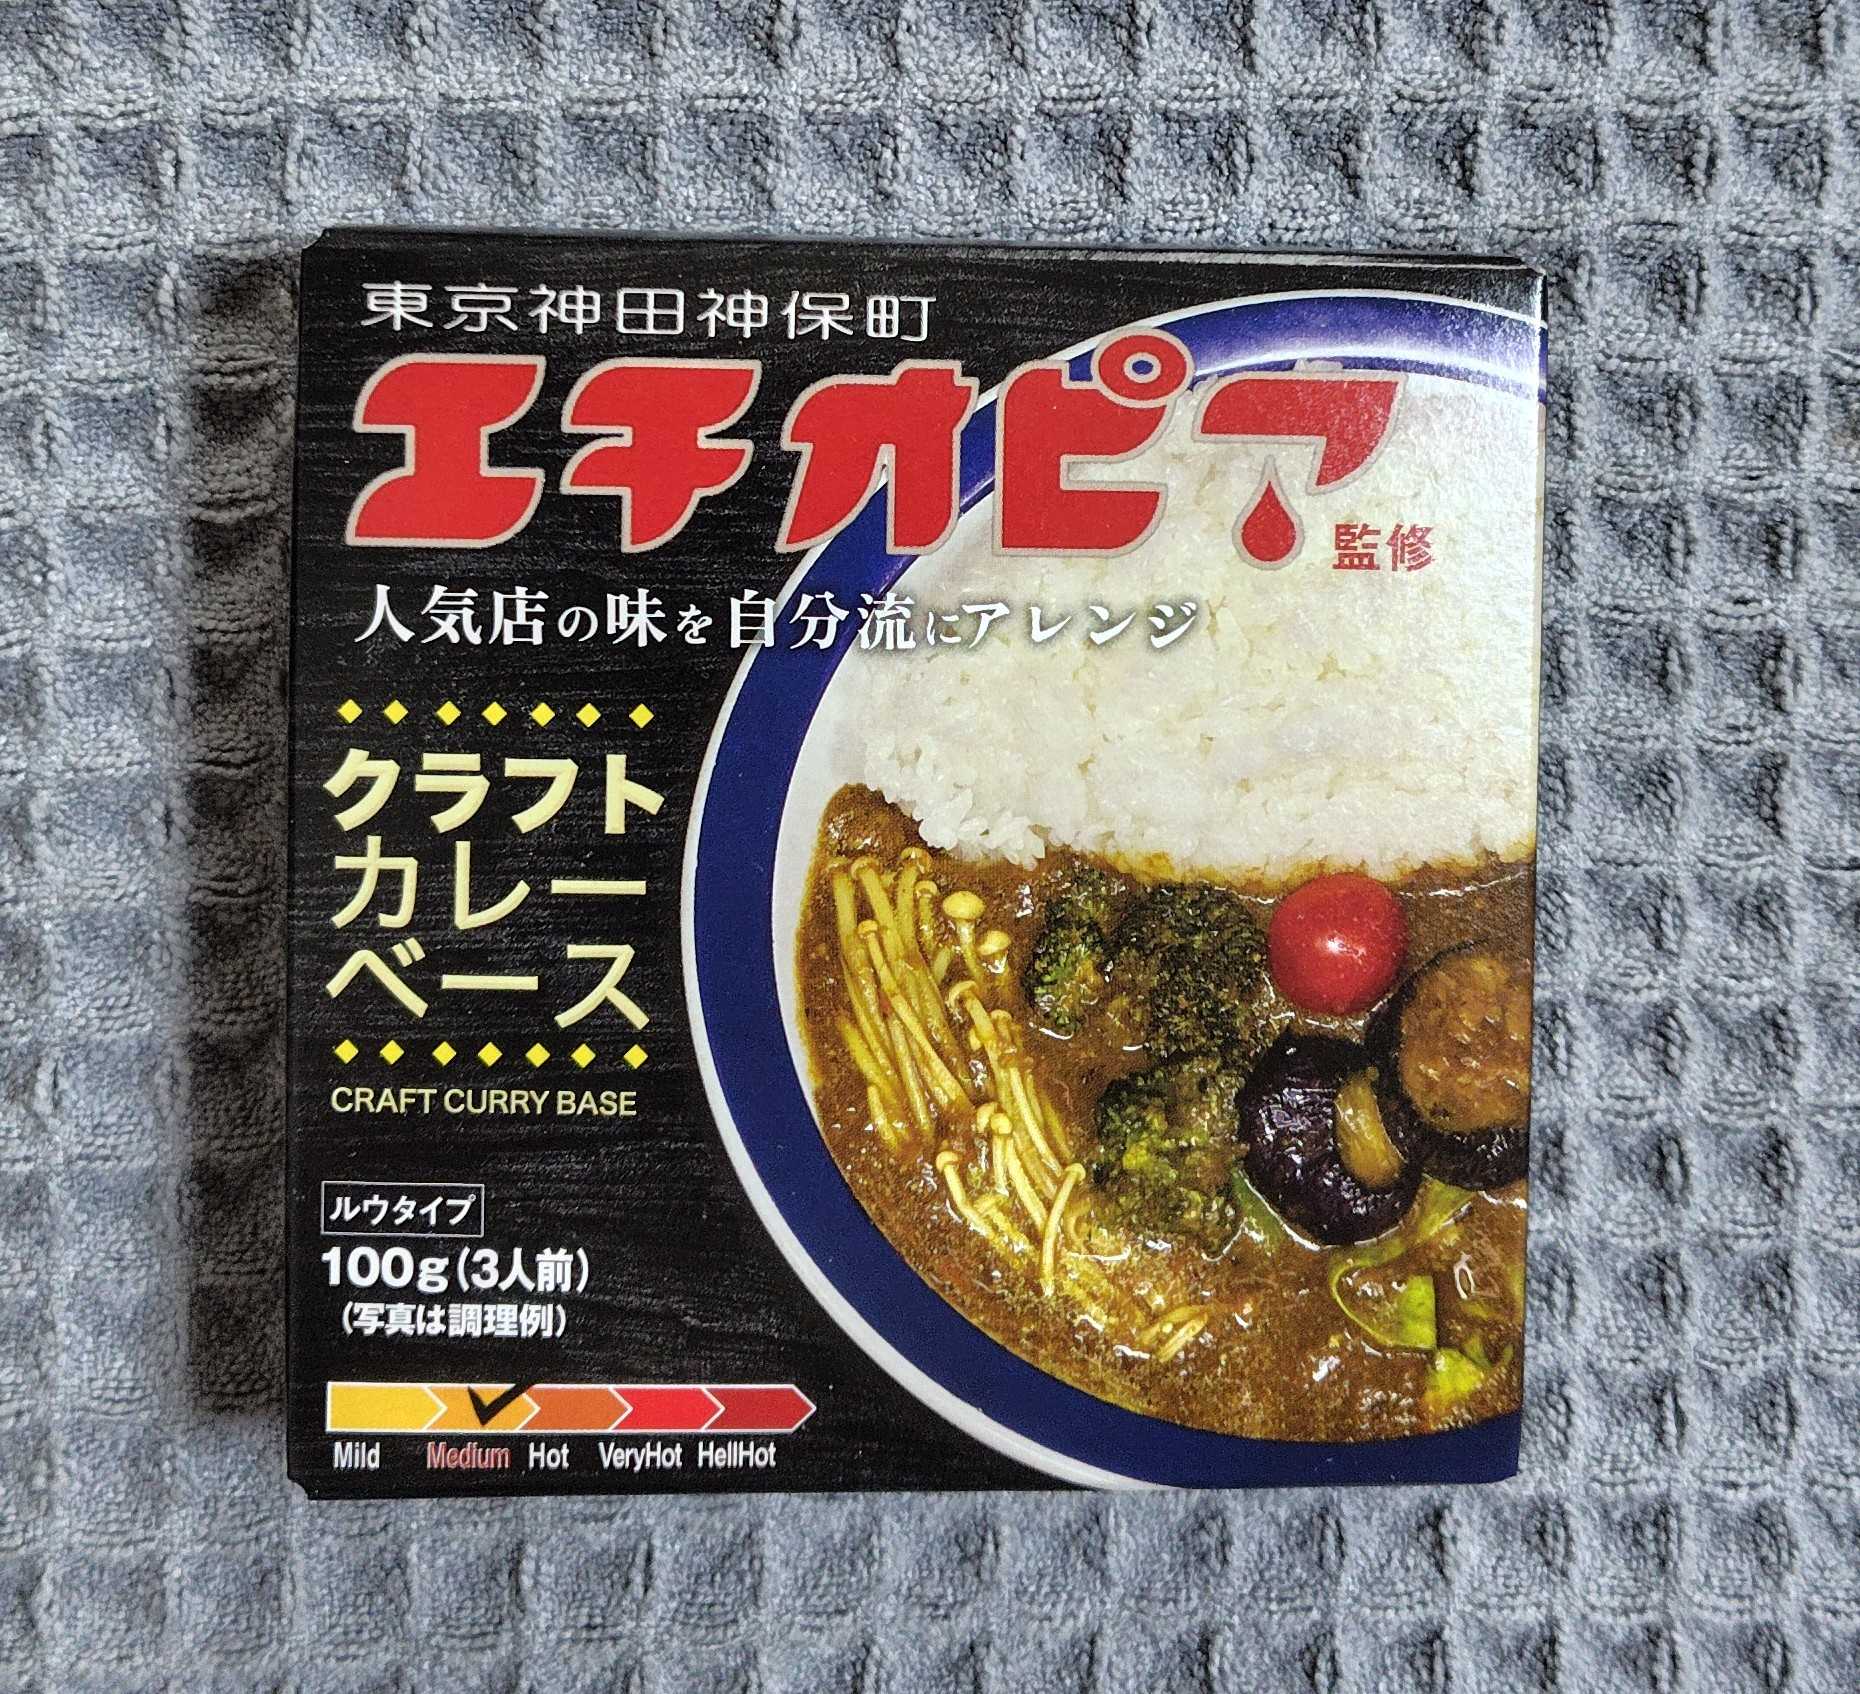 東京神田神保町
エチオピア
監修
人気店の味を自分流にアレンジ
クラフト
カレー
ベース
CRAFT CURRY BASE
ルウタイプ
100g(3人前)
(写真は調理例)
Mild Medium Hot VeryHot HellHot